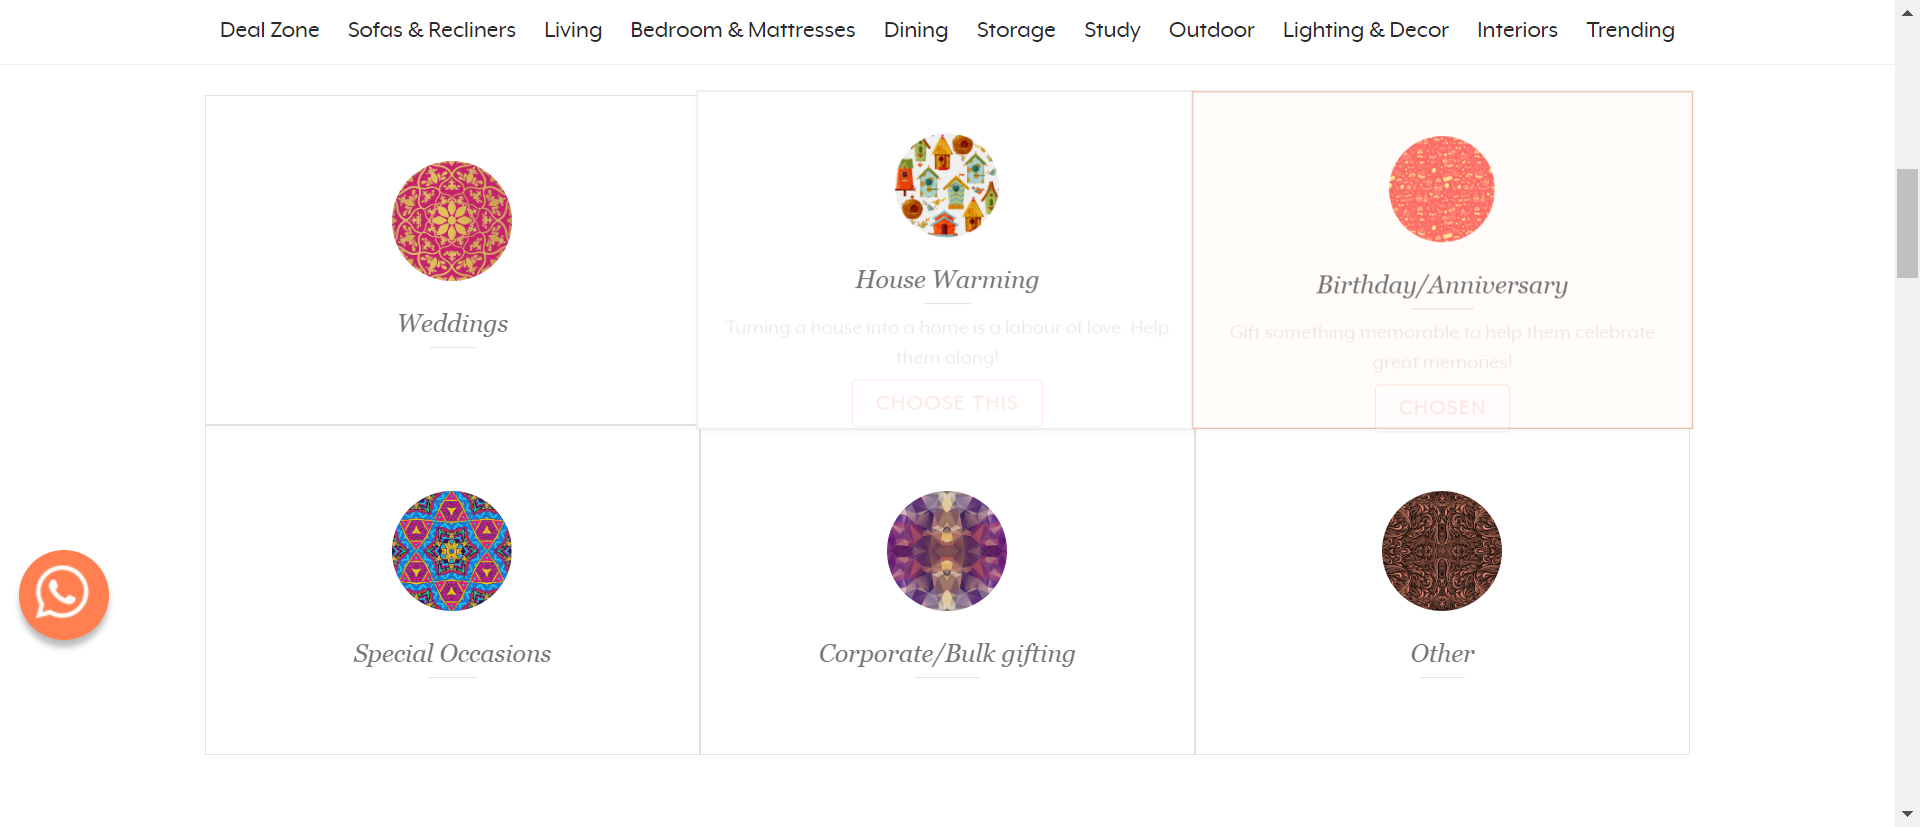 Deal Zone Sofas & Recliners Living Bedroom & Mattresses Dining Storage Study Outdoor Lighting & Decor Interiors Trending
Weddings
House Warming
Turning a house into a home is a labour of love. Help
them along!
CHOOSE THIS
Birthday/Anniversary
Gift something memorable to help them celebrate
great memories!
CHOSEN
Special Occasions
Corporate/Bulk gifting
Other